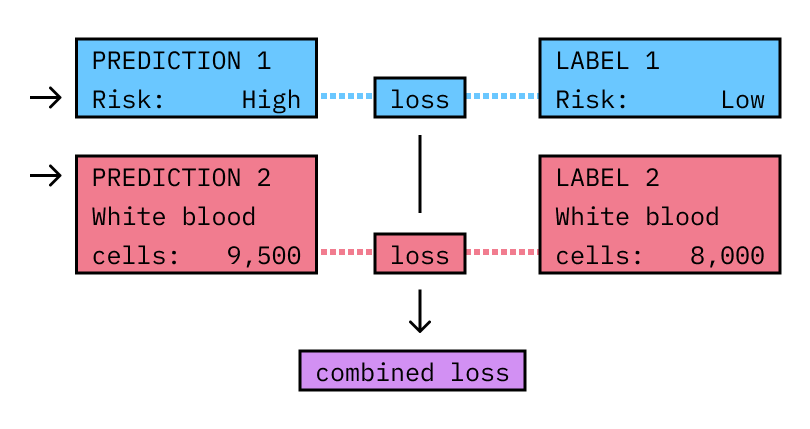 PREDICTION 1
Risk: High
loss
LABEL 1
Risk: Low
PREDICTION 2
White blood
cells: 9,500
loss
LABEL 2
White blood
cells: 8,000
combined loss